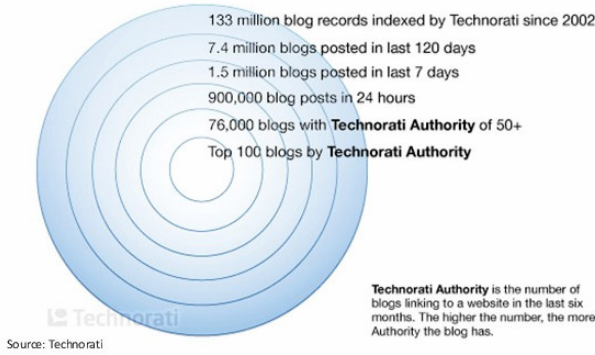 133 million blog records indexed by Technorati since 2002
7.4 million blogs posted in last 120 days
1.5 million blogs posted in last 7 days
900,000 blog posts in 24 hours
76,000 blogs with Technorati Authority of 50+
Top 100 blogs by Technorati Authority
Technorati Authority is the number of
blogs linking to a website in the last six
months. The higher the number, the more
Authority the blog has.
Technorati
Source: Technorati